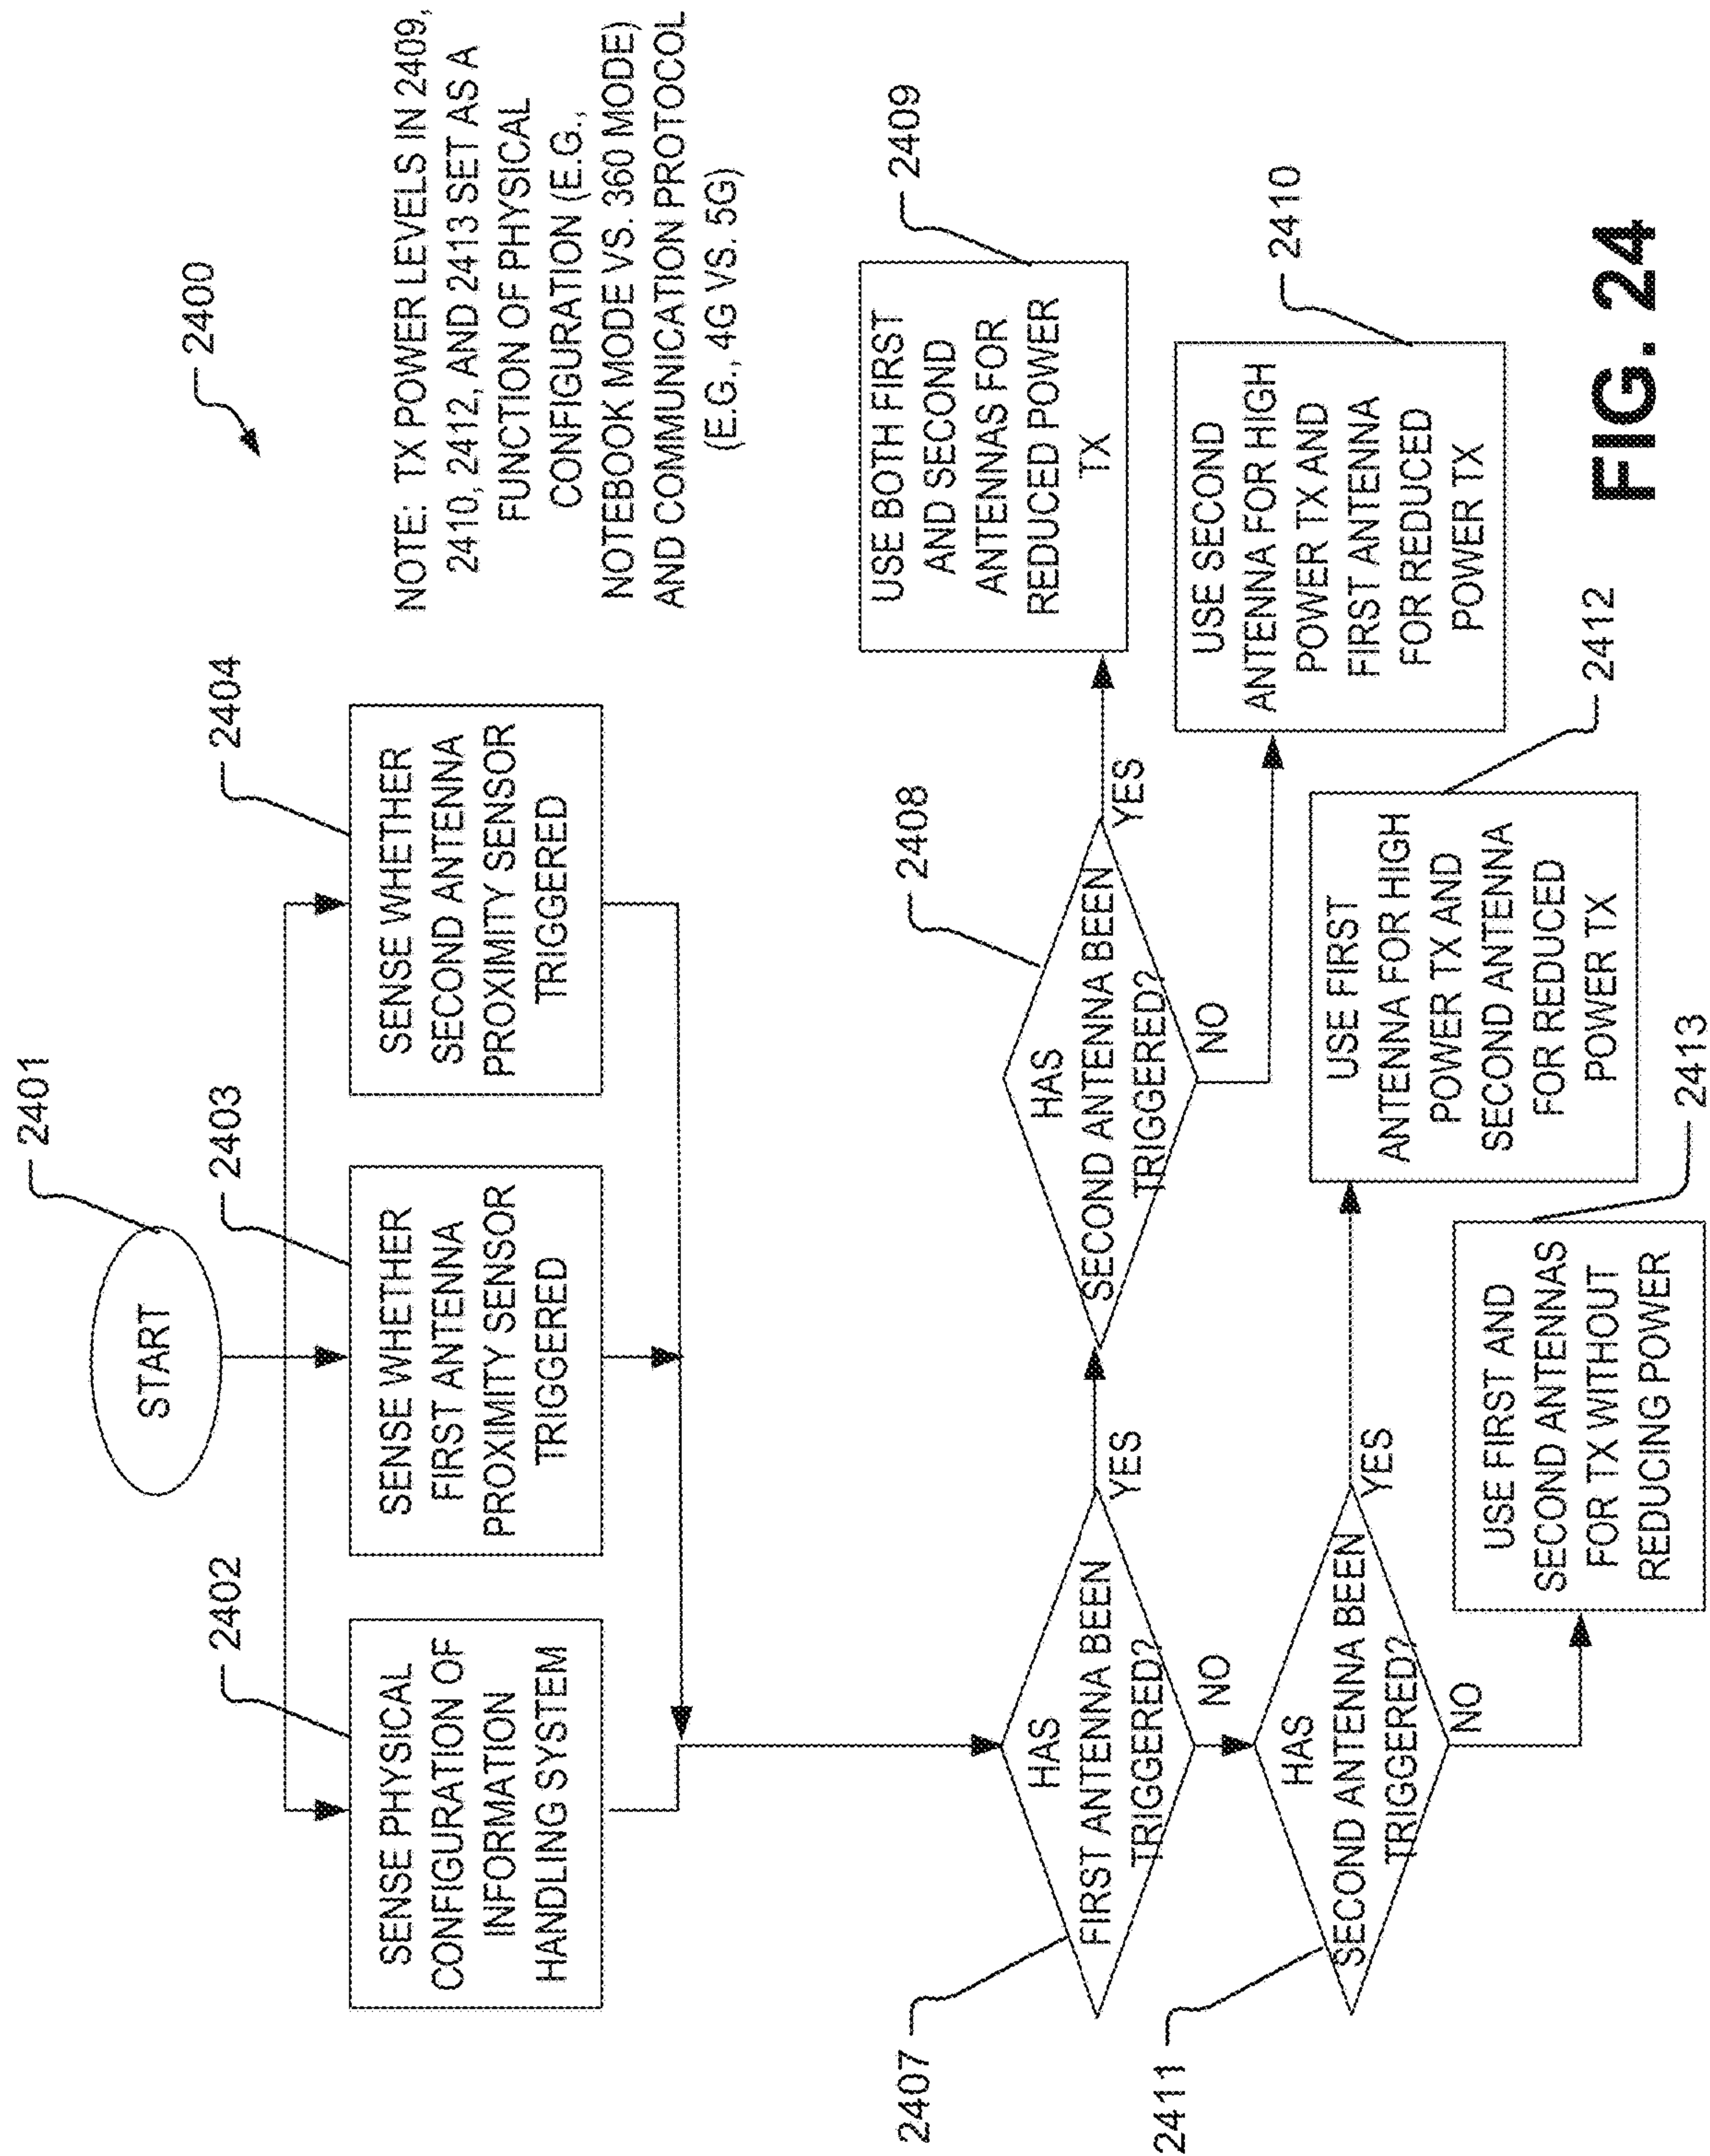 2400
NOTE: TX POWER LEVELS IN 2409,
2410, 2412, AND 2413 SET AS A
FUNCTION OF PHYSICAL
CONFIGURATION (E.G.,
NOTEBOOK MODE VS. 360 MODE)
AND COMMUNICATION PROTOCOL
(E.G., 4G VS. 5G)
2401
START
2402
SENSE PHYSICAL
CONFIGURATION OF
INFORMATION
HANDLING SYSTEM
2403
SENSE WHETHER
FIRST ANTENNA
PROXIMITY SENSOR
TRIGGERED
2404
SENSE WHETHER
SECOND ANTENNA
PROXIMITY SENSOR
TRIGGERED
2407
HAS
FIRST ANTENNA BEEN
TRIGGERED?
YES
NO
2408
HAS
SECOND ANTENNA BEEN
TRIGGERED?
YES
NO
2409
USE BOTH FIRST
AND SECOND
ANTENNAS FOR
REDUCED POWER
TX
2410
USE SECOND
ANTENNA FOR HIGH
POWER TX AND
FIRST ANTENNA
FOR REDUCED
POWER TX
2411
HAS
SECOND ANTENNA BEEN
TRIGGERED?
YES
NO
2412
USE FIRST
ANTENNA FOR HIGH
POWER TX AND
SECOND ANTENNA
FOR REDUCED
POWER TX
2413
USE FIRST AND
SECOND ANTENNAS
FOR TX WITHOUT
REDUCING POWER
FIG. 24